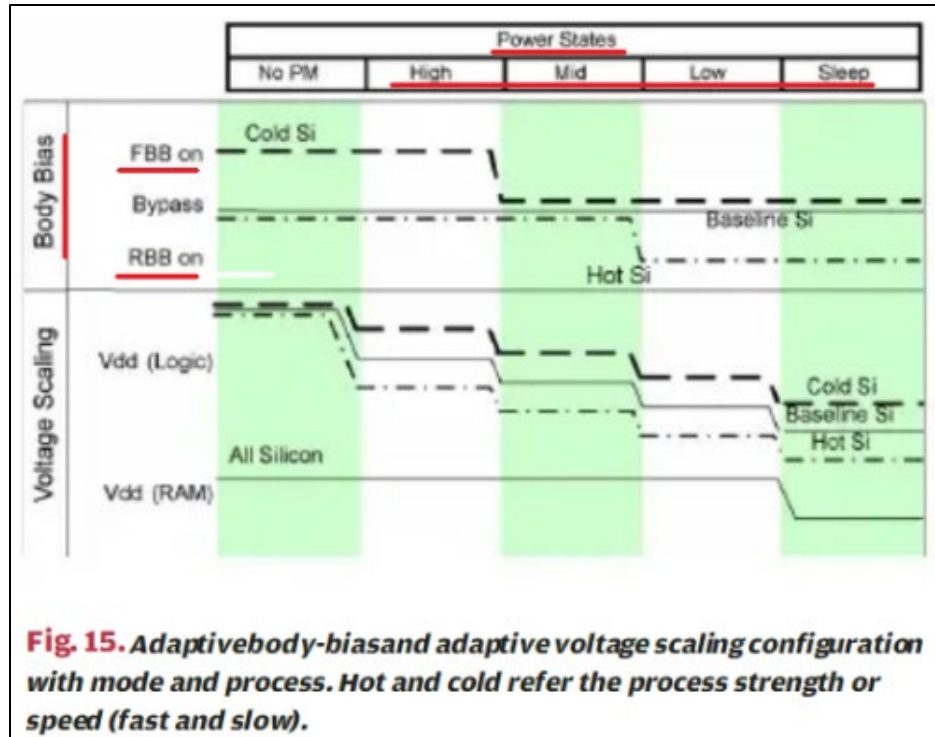 Power States
No PM High Mid Low Sleep
Body Bias
FBB on
Cold Si
Bypass
Baseline Si
RBB on
Hot Si
Voltage Scaling
Vdd (Logic)
Cold Si
Baseline Si
Hot Si
All Silicon
Vdd (RAM)
Fig. 15. Adaptivebody-biasand adaptive voltage scaling configuration
with mode and process. Hot and cold refer the process strength or
speed (fast and slow).